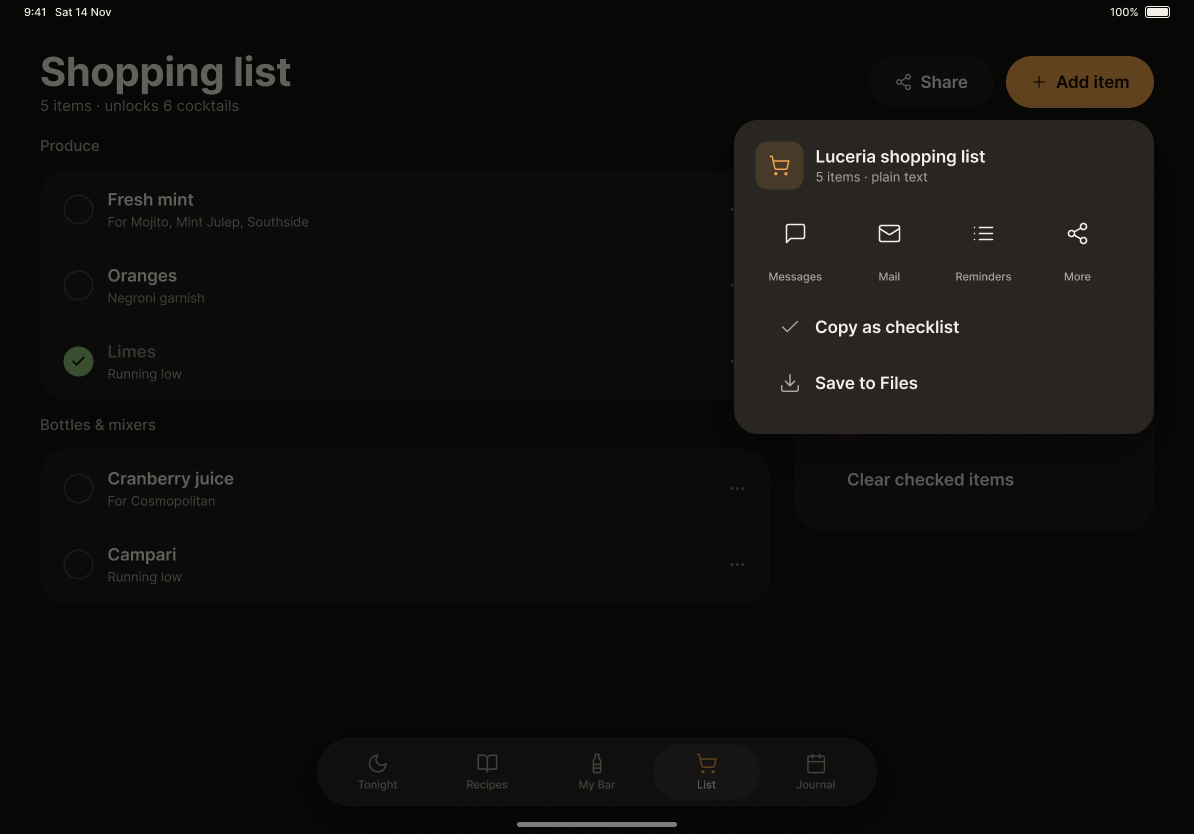 9:41 Sat 14 Nov
100%
Shopping list
5 items · unlocks 6 cocktails
Share
Add item
Produce
Fresh mint
For Mojito, Mint Julep, Southside
Oranges
Negroni garnish
Limes
Running low
Luceria shopping list
5 items · plain text
Messages
Mail
Reminders
More
Copy as checklist
Save to Files
Bottles & mixers
Cranberry juice
For Cosmopolitan
Campari
Running low
Clear checked items
Tonight
Recipes
My Bar
List
Journal